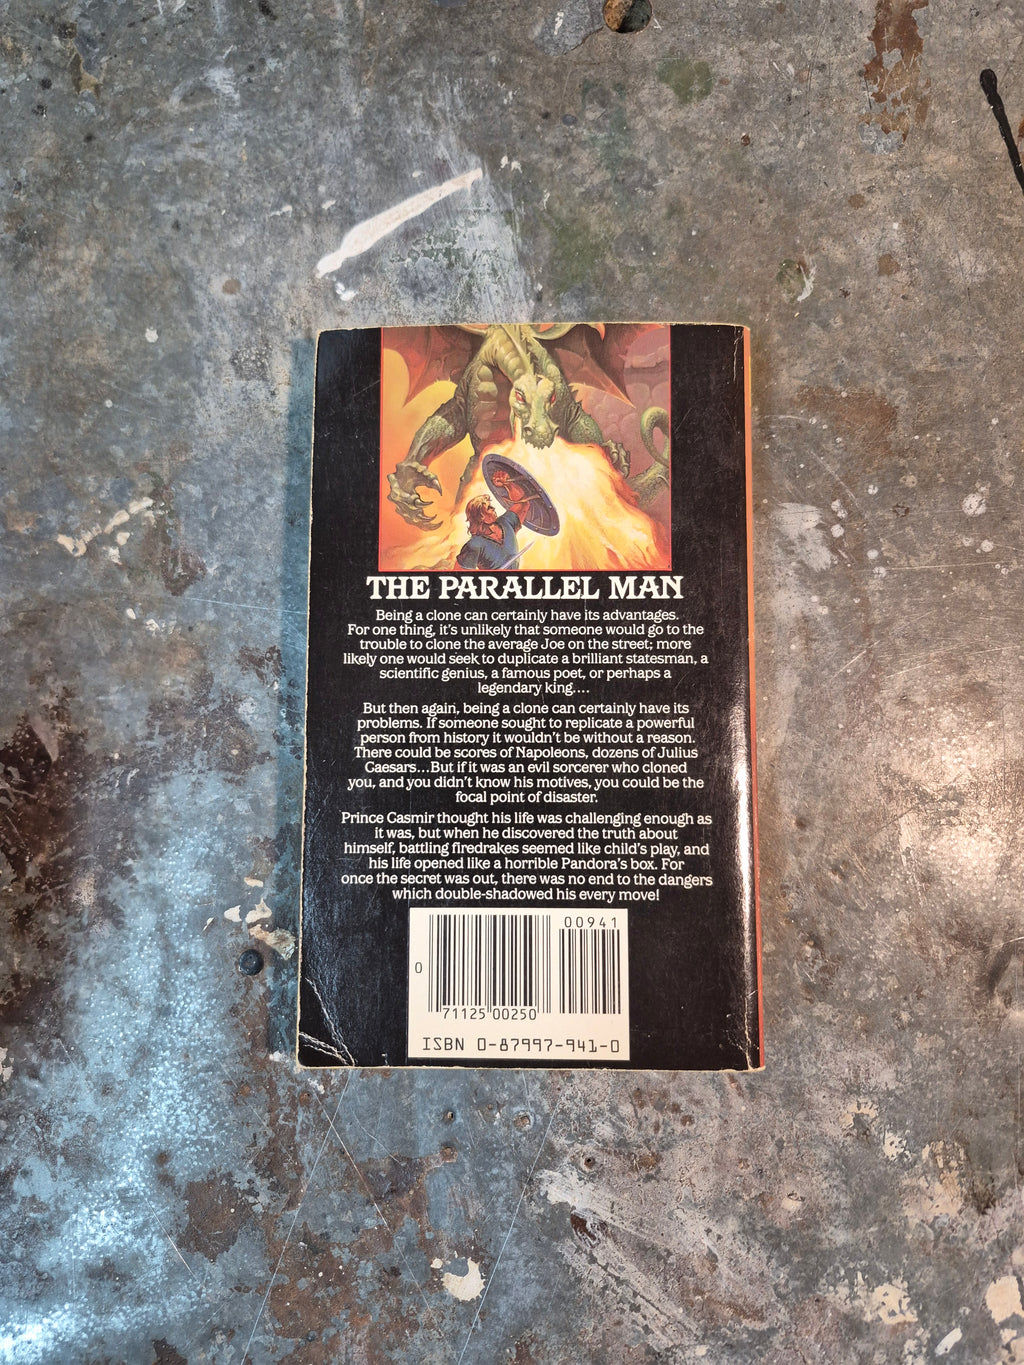 THE PARALLEL MAN
Being a clone can certainly have its advantages.
For one thing, it's unlikely that someone would go to the
trouble to clone the average Joe on the street; more
likely one would seek to duplicate a brilliant statesman, a
scientific genius, a famous poet, or perhaps a
legendary king....
But then again, being a clone can certainly have its
problems. If someone sought to replicate a powerful
person from history it wouldn't be without a reason.
There could be scores of Napoleons, dozens of Julius
Caesars...But if it was an evil sorcerer who cloned
you, and you didn't know his motives, you could be the
focal point of disaster.
Prince Casmir thought his life was challenging enough as
it was, but when he discovered the truth about
himself, battling firedrakes seemed like child's play, and
his life opened like a horrible Pandora's box. For
once the secret was out, there was no end to the dangers
which double-shadowed his every move!
00941
0
71125 00250
ISBN 0-87997-941-0